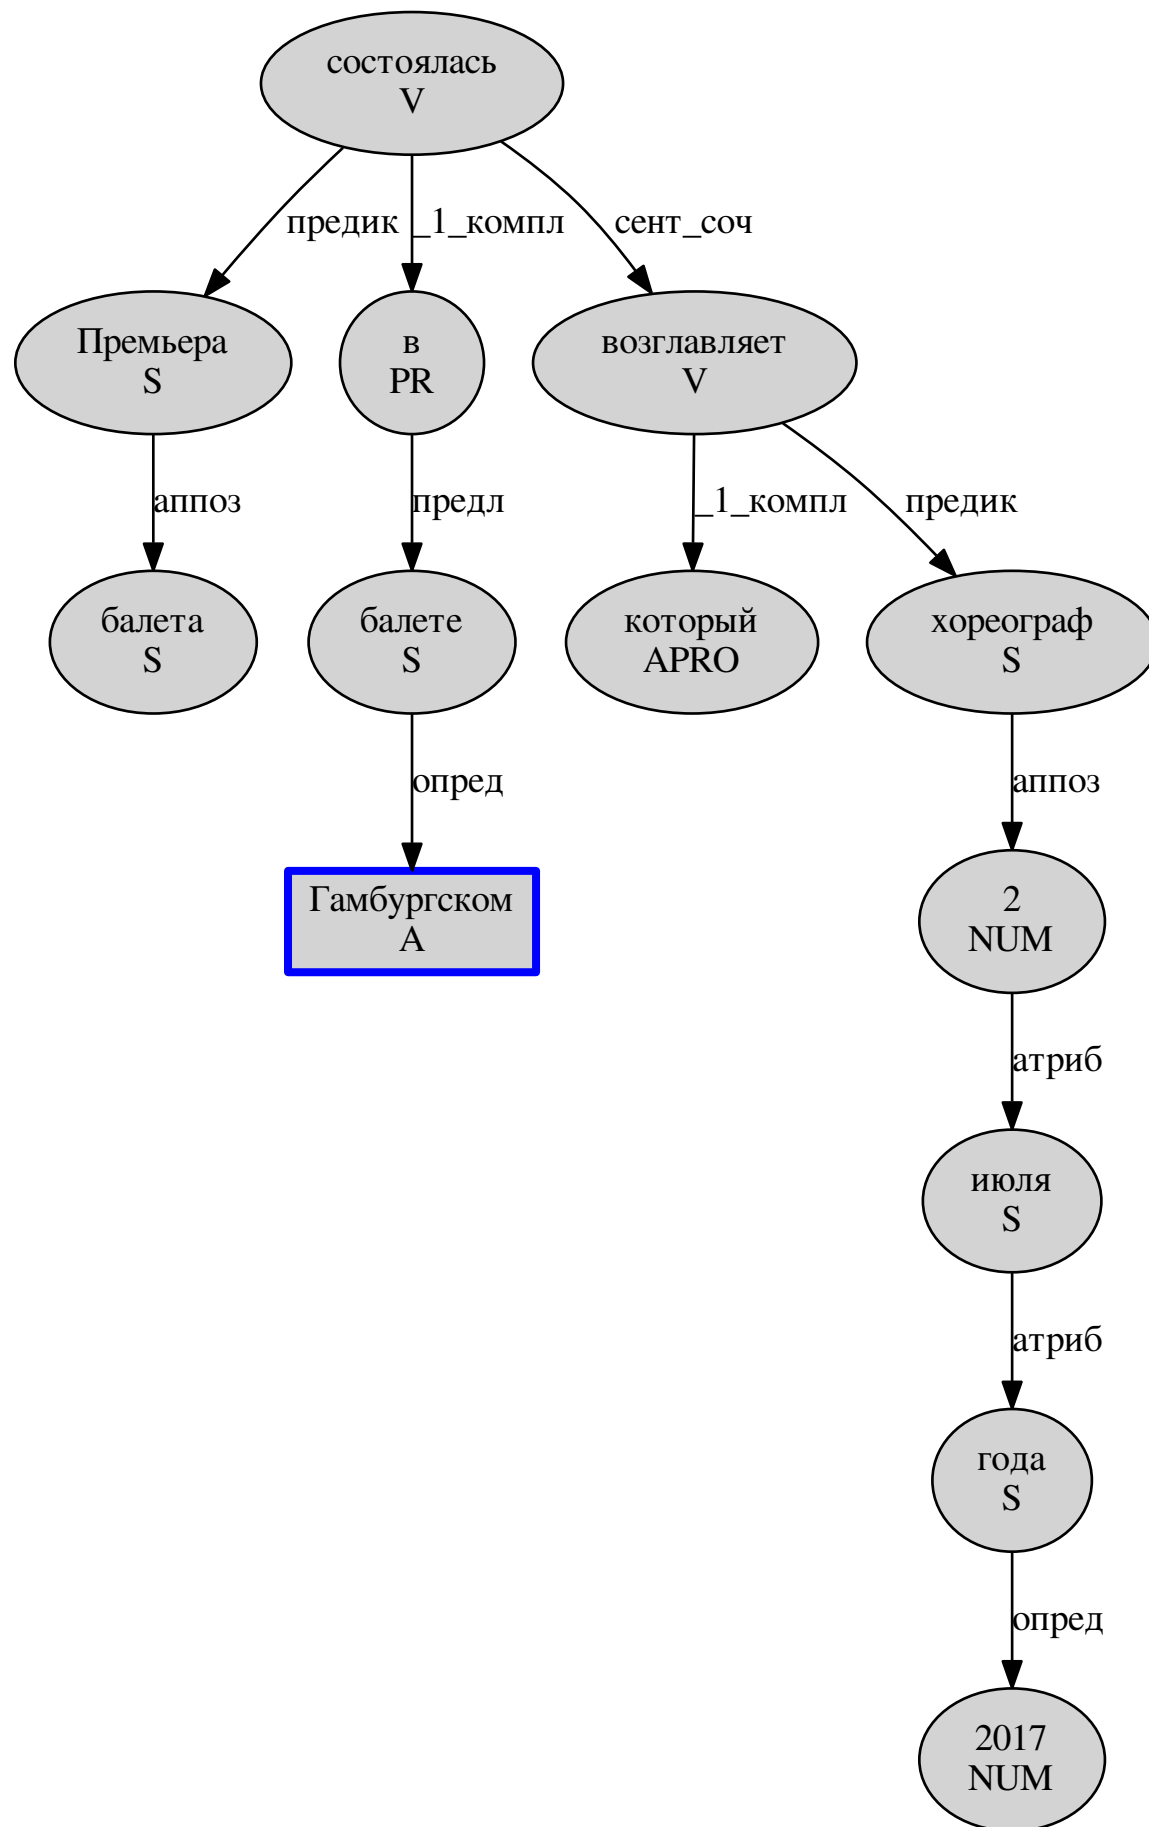 состоялась
V
предик
_1_компл
сент_соч
Премьера
S
в
PR
возглавляет
V
аппоз
предл
_1_компл
предик
балета
S
балете
S
который
APRO
хореограф
S
опред
аппоз
Гамбургском
A
2
NUM
атриб
июля
S
атриб
года
S
опред
2017
NUM